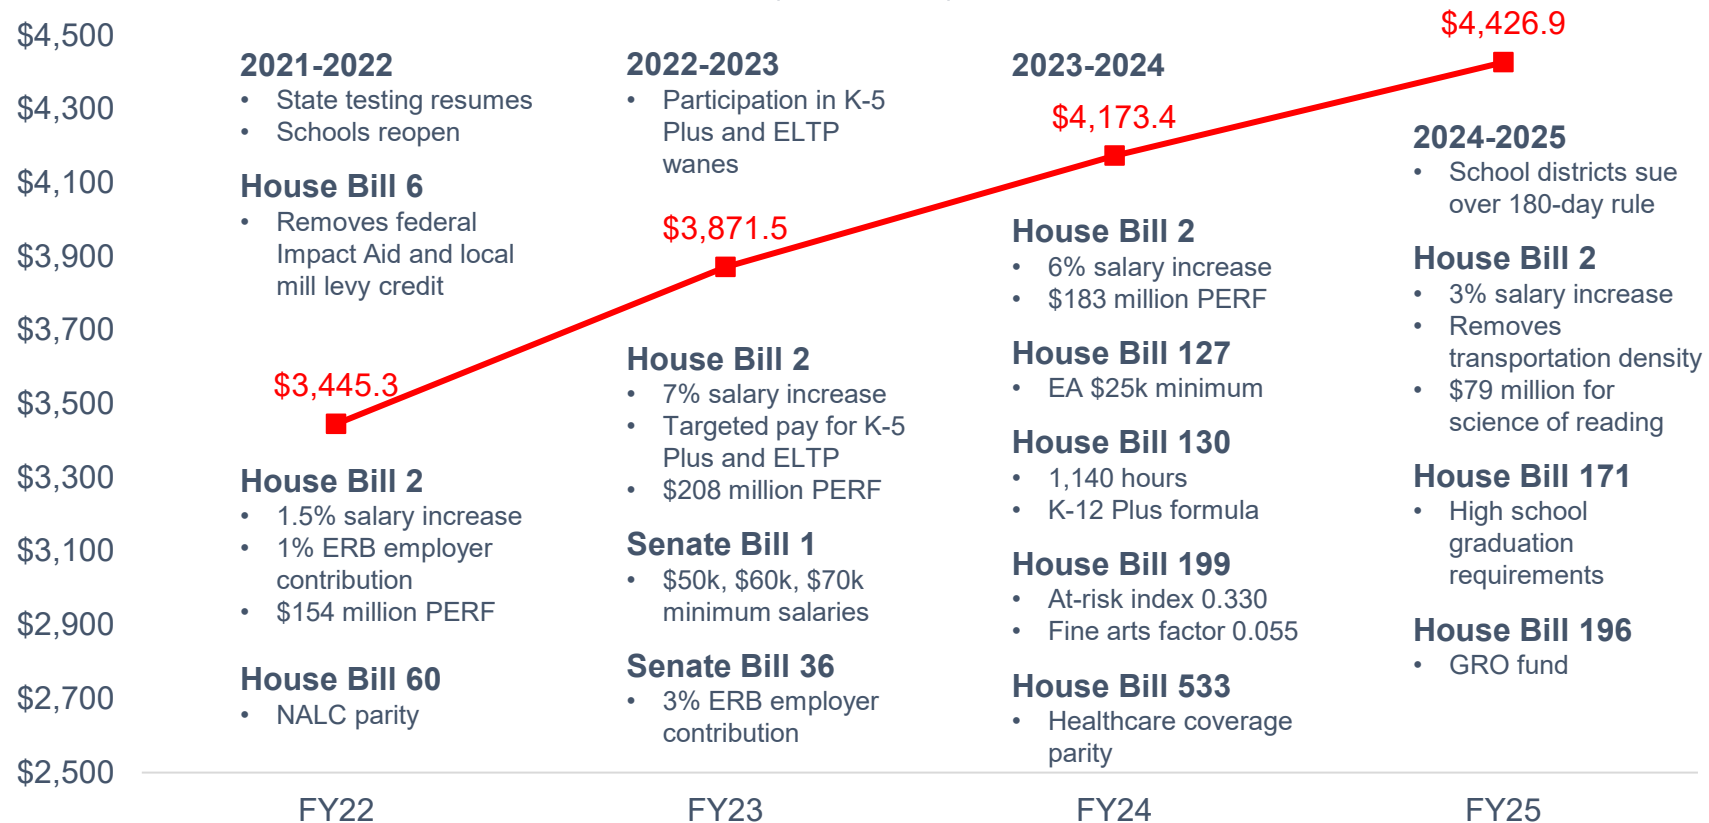 $4,500
$4,300
$4,100
$3,900
$3,700
$3,500
$3,300
$3,100
$2,900
$2,700
$2,500
2021-2022
• State testing resumes
• Schools reopen
House Bill 6
• Removes federal
Impact Aid and local
mill levy credit
$3,445.3
House Bill 2
• 1.5% salary increase
• 1% ERB employer
contribution
• $154 million PERF
House Bill 60
• NALC parity
2022-2023
• Participation in K-5
Plus and ELTP
wanes
$3,871.5
House Bill 2
• 7% salary increase
• Targeted pay for K-5
Plus and ELTP
• $208 million PERF
Senate Bill 1
• $50k, $60k, $70k
minimum salaries
Senate Bill 36
• 3% ERB employer
contribution
2023-2024
$4,173.4
House Bill 2
• 6% salary increase
• $183 million PERF
House Bill 127
• EA $25k minimum
House Bill 130
• 1,140 hours
• K-12 Plus formula
House Bill 199
• At-risk index 0.330
• Fine arts factor 0.055
House Bill 533
• Healthcare coverage
parity
$4,426.9
2024-2025
• School districts sue
over 180-day rule
House Bill 2
• 3% salary increase
• Removes
transportation density
• $79 million for
science of reading
House Bill 171
• High school
graduation
requirements
House Bill 196
• GRO fund
FY22
FY23
FY24
FY25